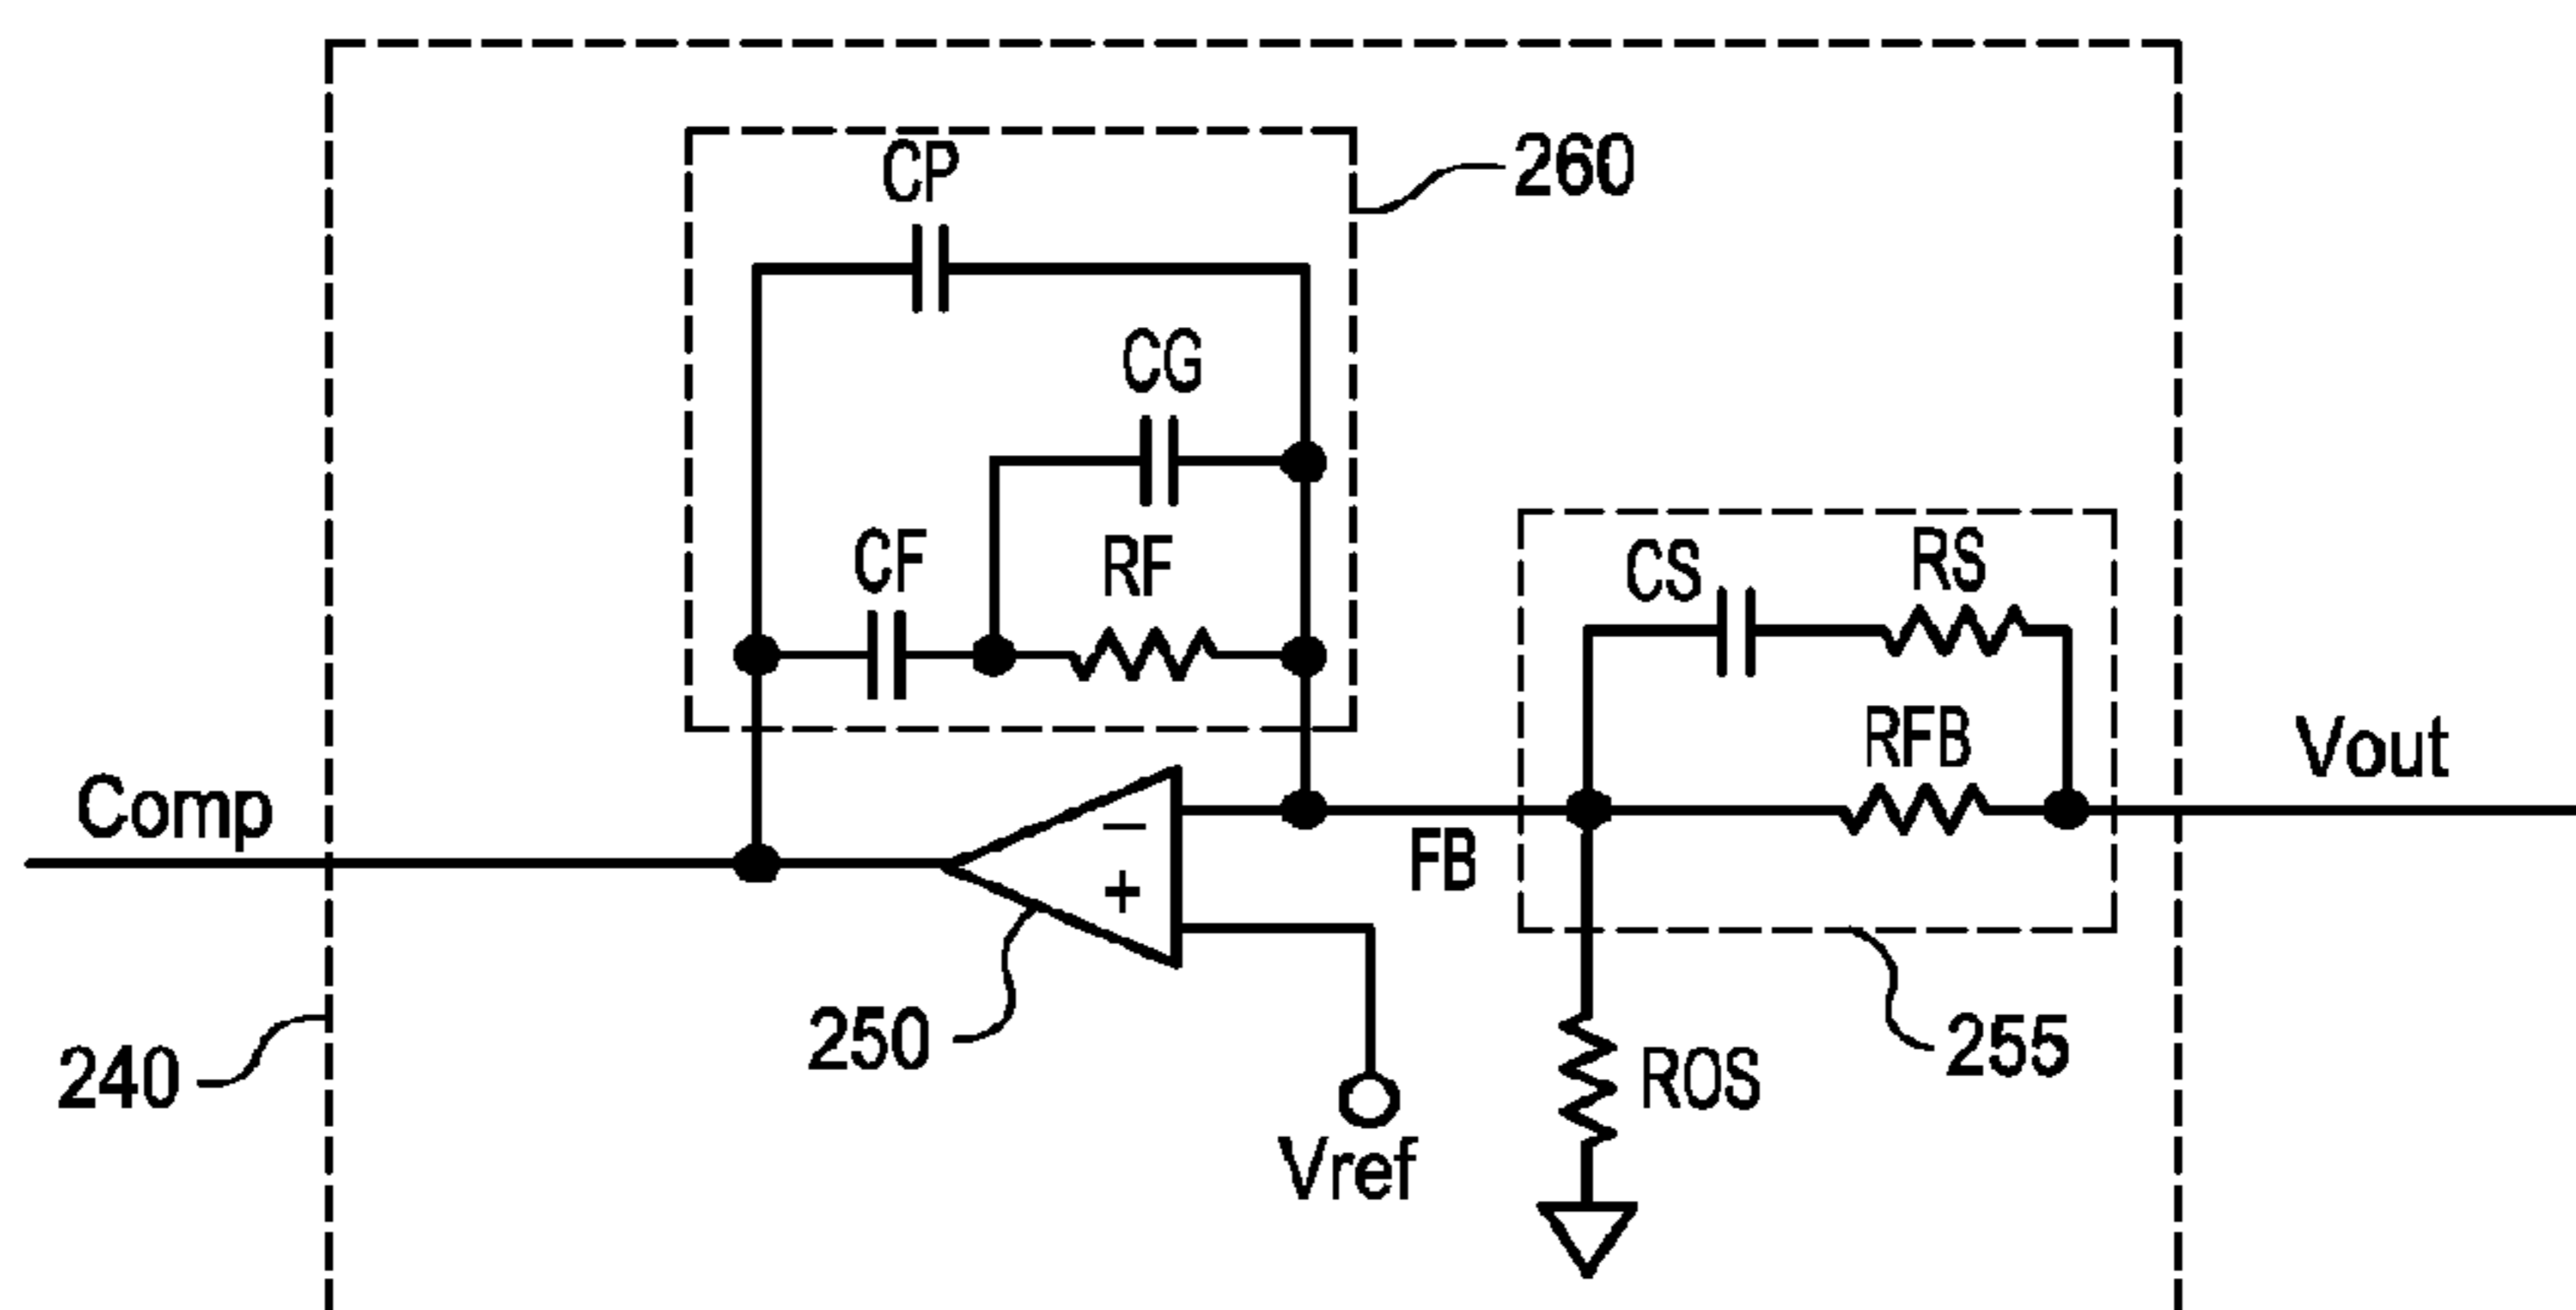 260
CP
CG
CF
RF
CS
RS
RFB
Vout
Comp
−
+
FB
250
240
Vref
ROS
255